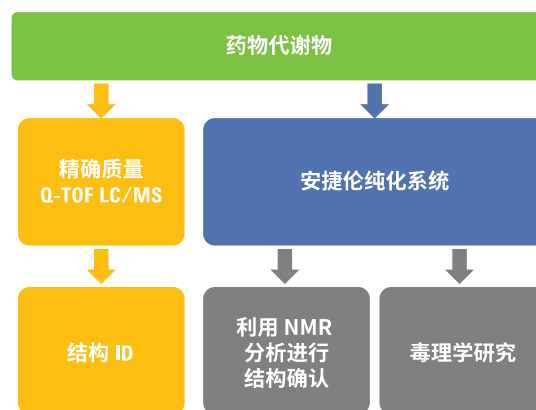 药物代谢物
精确质量
Q-TOF LC/MS
安捷伦纯化系统
结构 ID
利用 NMR
分析进行
结构确认
毒理学研究